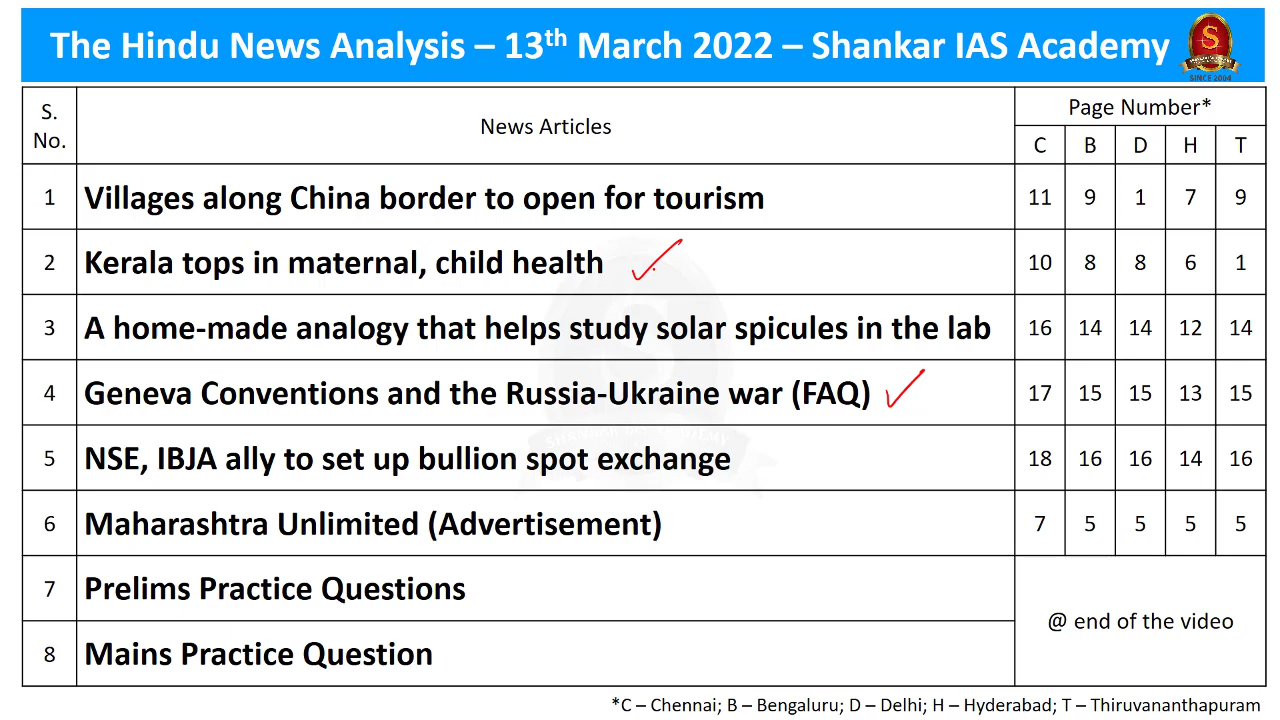 The Hindu News Analysis – 13th March 2022 – Shankar IAS Academy
S
SINCE 2004
S. No.
News Articles
Page Number*
C B D H T
1 Villages along China border to open for tourism 11 9 1 7 9
2 Kerala tops in maternal, child health 10 8 8 6 1
3 A home-made analogy that helps study solar spicules in the lab 16 14 14 12 14
4 Geneva Conventions and the Russia-Ukraine war (FAQ) 17 15 15 13 15
SHANKAR IAS ACADEMY
5 NSE, IBJA ally to set up bullion spot exchange 18 16 16 14 16
6 Maharashtra Unlimited (Advertisement) 7 5 5 5 5
7 Prelims Practice Questions
@ end of the video
8 Mains Practice Question
*C – Chennai; B – Bengaluru; D – Delhi; H – Hyderabad; T – Thiruvananthapuram